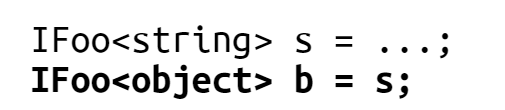 IFoo<string> s = ...;
IFoo<object> b = s;